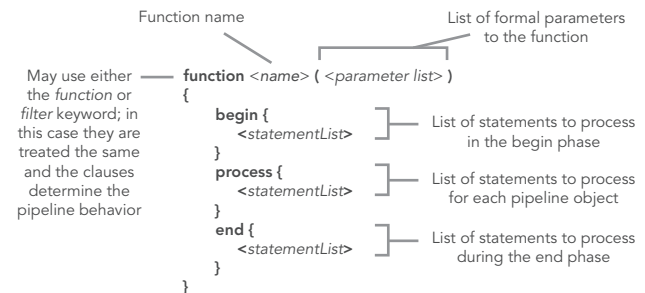 Function name
List of formal parameters
to the function
May use either
the function or
filter keyword; in
this case they are
treated the same
and the clauses
determine the
pipeline behavior
function <name> ( <parameter list> )
{
begin {
<statementList>
}
process {
<statementList>
}
end {
<statementList>
}
}
List of statements to process
in the begin phase
List of statements to process
for each pipeline object
List of statements to process
during the end phase